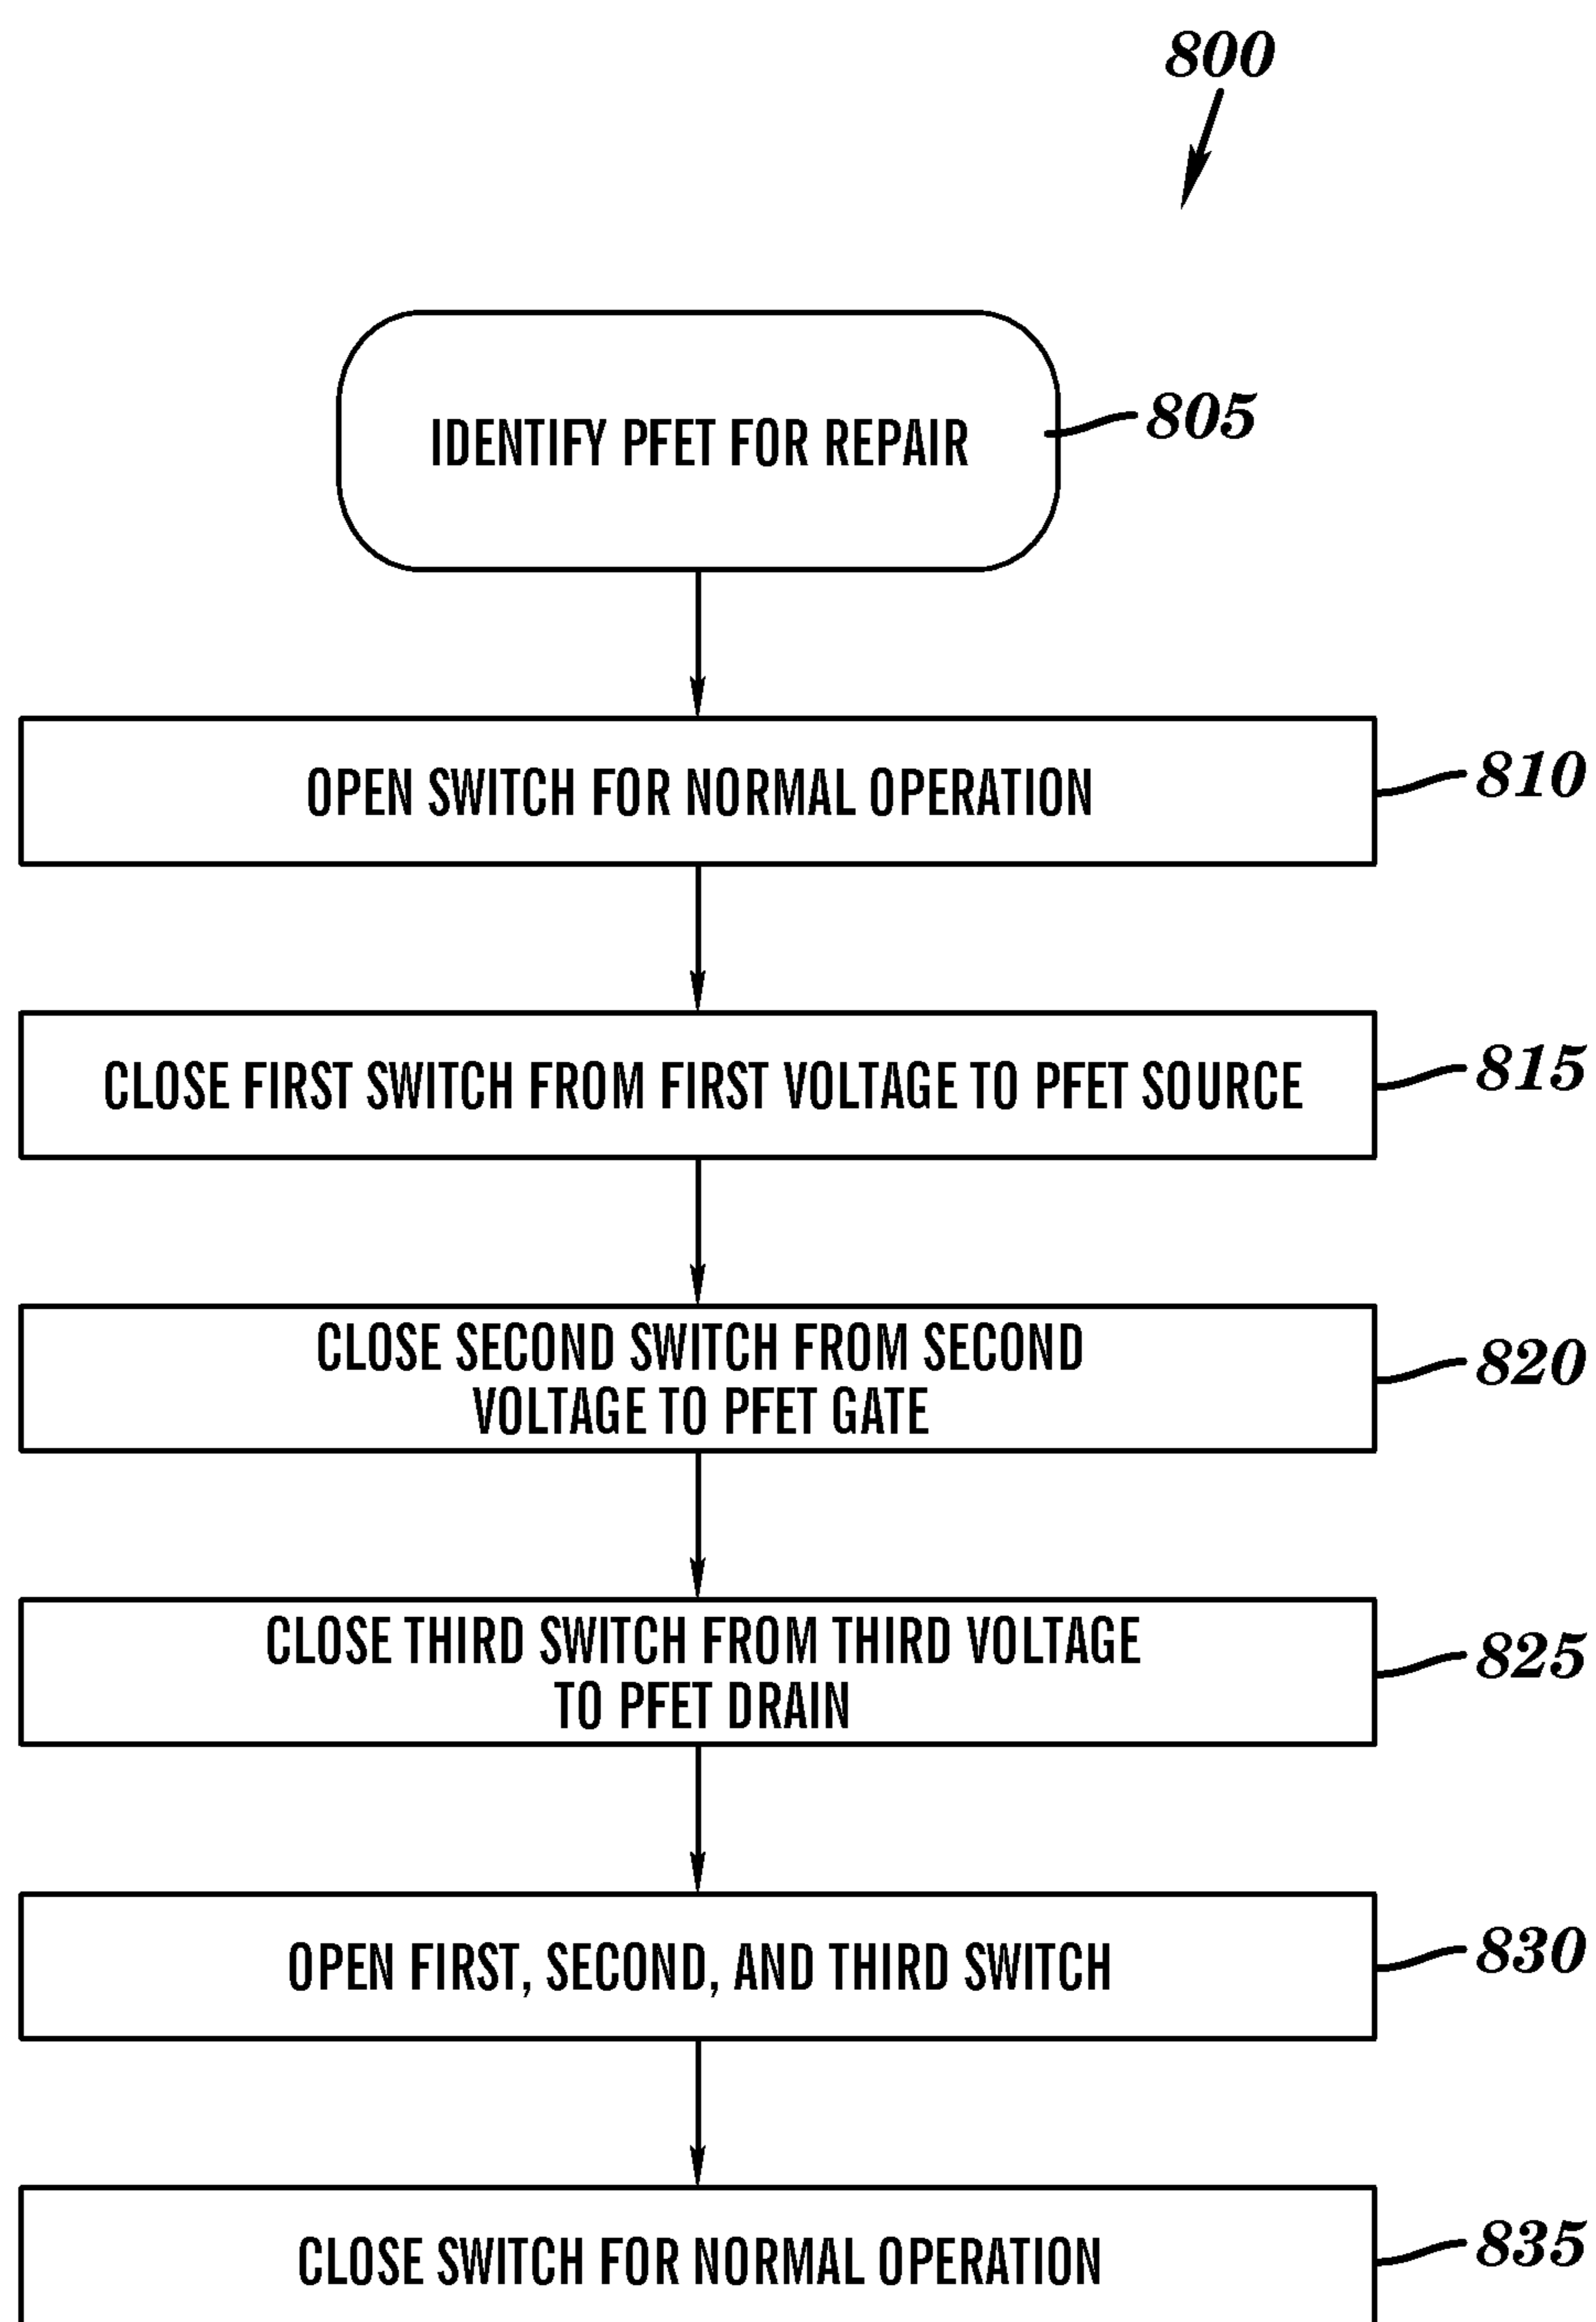 800
IDENTIFY PFET FOR REPAIR
805
OPEN SWITCH FOR NORMAL OPERATION
810
CLOSE FIRST SWITCH FROM FIRST VOLTAGE TO PFET SOURCE
815
CLOSE SECOND SWITCH FROM SECOND
VOLTAGE TO PFET GATE
820
CLOSE THIRD SWITCH FROM THIRD VOLTAGE
TO PFET DRAIN
825
OPEN FIRST, SECOND, AND THIRD SWITCH
830
CLOSE SWITCH FOR NORMAL OPERATION
835